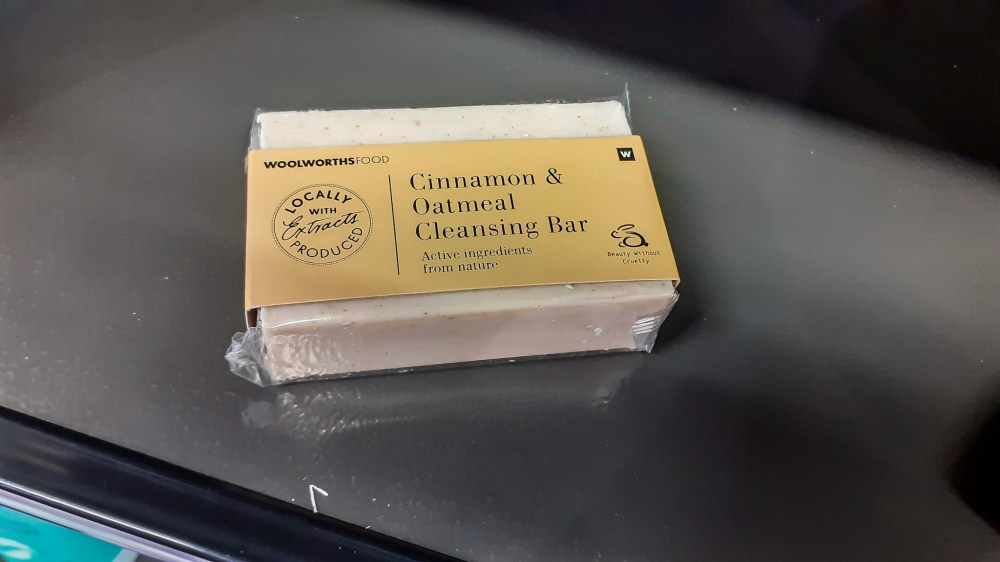 WOOLWORTHSFOOD
W
LOCALLY
WITH
Extracts
PRODUCED
Cinnamon &
Oatmeal
Cleansing Bar
Active ingredients
from nature
Beauty Without
Cruelty